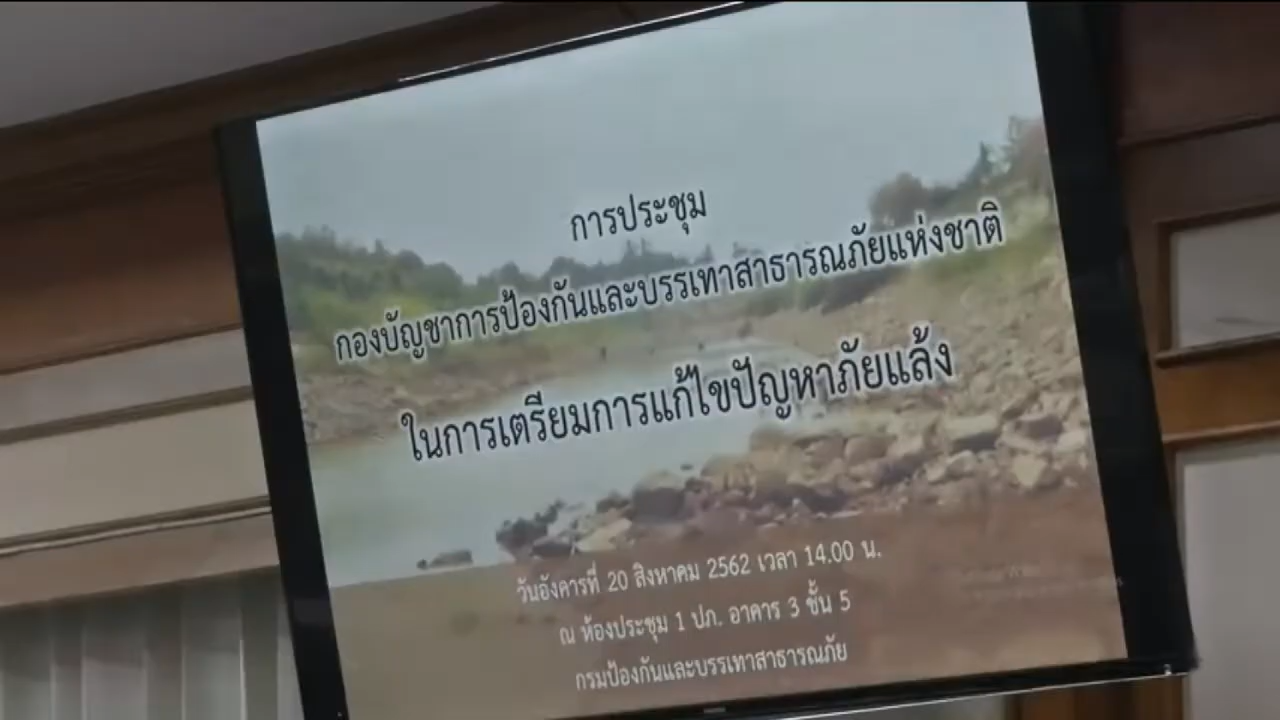 การประชุม
กองบัญชาการป้องกันและบรรเทาสาธารณภัยแห่งชาติ
ในการเตรียมการแก้ไขปัญหาภัยแล้ง
วันอังคารที่ 20 สิงหาคม 2562 เวลา 14.00 น.
ณ ห้องประชุม 1 ปภ. อาคาร 3 ชั้น 5
กรมป้องกันและบรรเทาสาธารณภัย